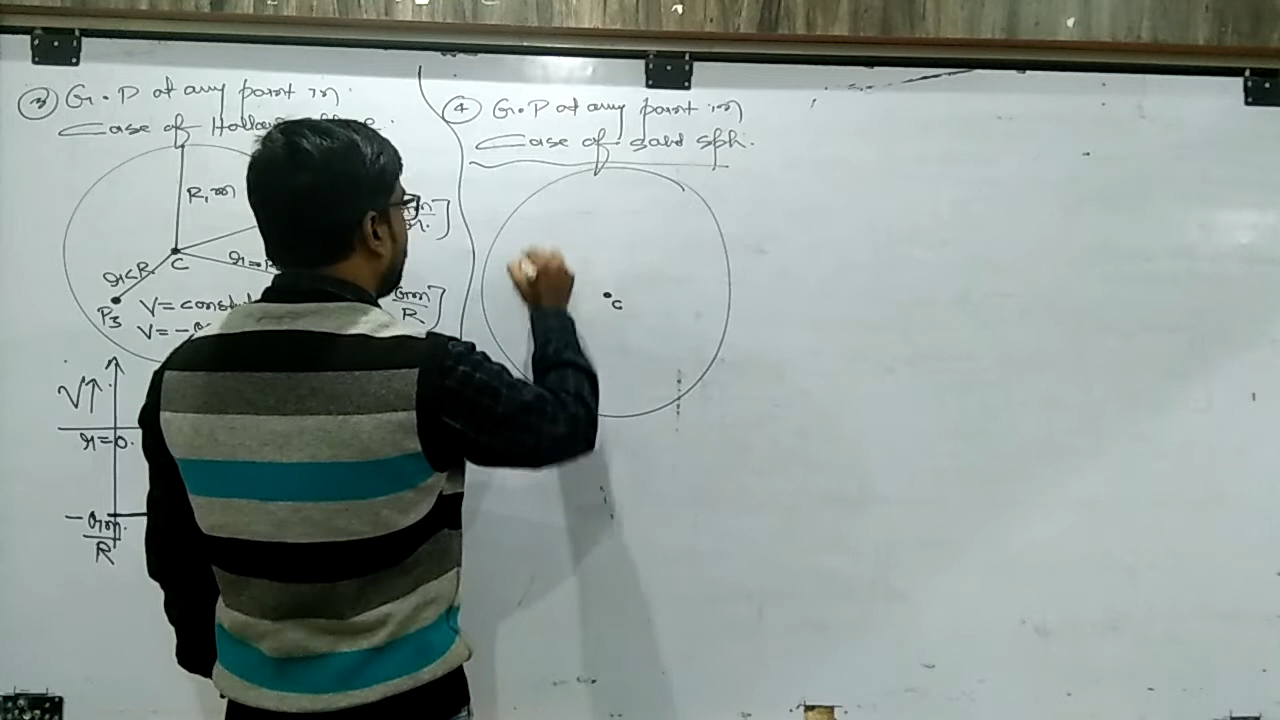 3 G.P at any point in
Case of Hollow
R, m
C
r=R
r<R
P3
V = const
V = -
Gm
R
V↑
r=0.
-Gm
R
4 G.P at any point in
Case of solid sph.
C